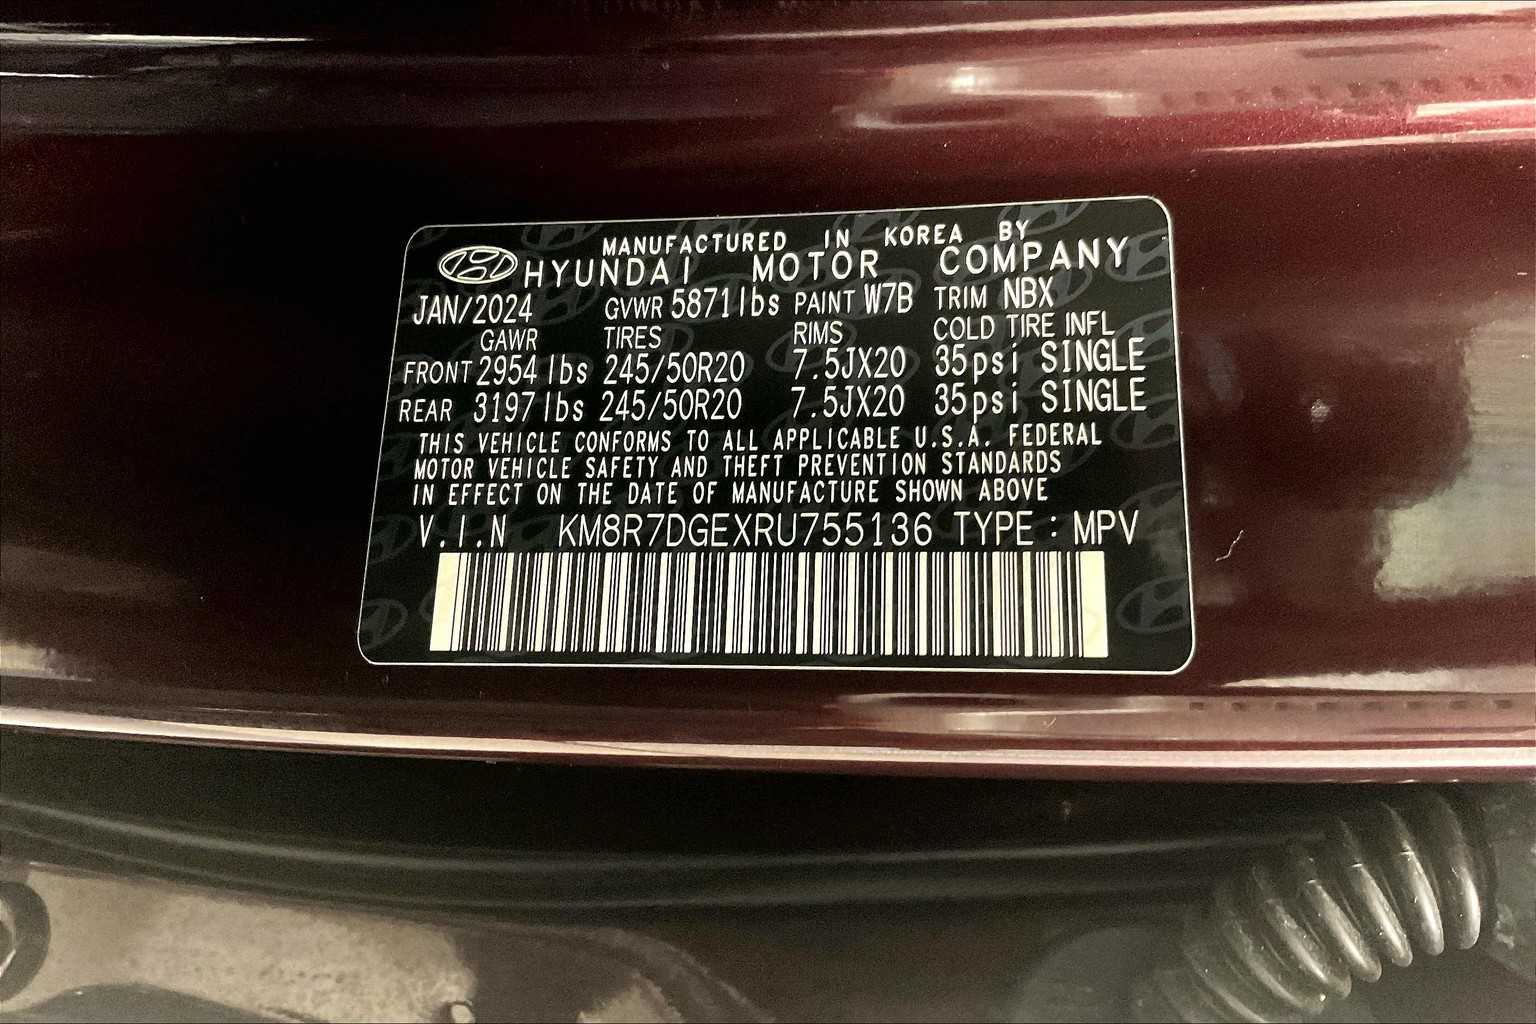 MANUFACTURED IN KOREA BY
HYUNDAI MOTOR COMPANY
JAN/2024 GVWR 5871lbs PAINT W7B TRIM NBX
GAWR TIRES RIMS COLD TIRE INFL
FRONT 2954 lbs 245/50R20 7.5JX20 35psi SINGLE
REAR 3197lbs 245/50R20 7.5JX20 35psi SINGLE
THIS VEHICLE CONFORMS TO ALL APPLICABLE U.S.A. FEDERAL
MOTOR VEHICLE SAFETY AND THEFT PREVENTION STANDARDS
IN EFFECT ON THE DATE OF MANUFACTURE SHOWN ABOVE
V.I.N KM8R7DGEXRU755136 TYPE : MPV